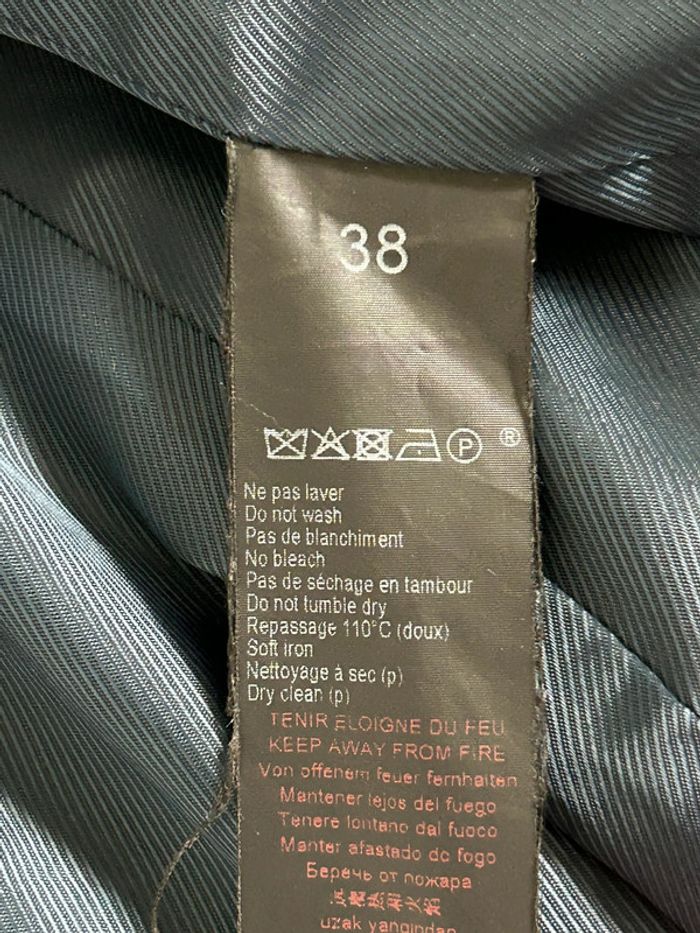 38
®
Ne pas laver
Do not wash
Pas de blanchiment
No bleach
Pas de séchage en tambour
Do not tumble dry
Repassage 110°C (doux)
Soft iron
Nettoyage à sec (p)
Dry clean (p)
TENIR ELOIGNE DU FEU
KEEP AWAY FROM FIRE
Von offenem feuer fernhalten
Mantener lejos del fuego
Tenere lontano dal fuoco
Manter afastado do fogo
Беречь от пожара
uzak yangından